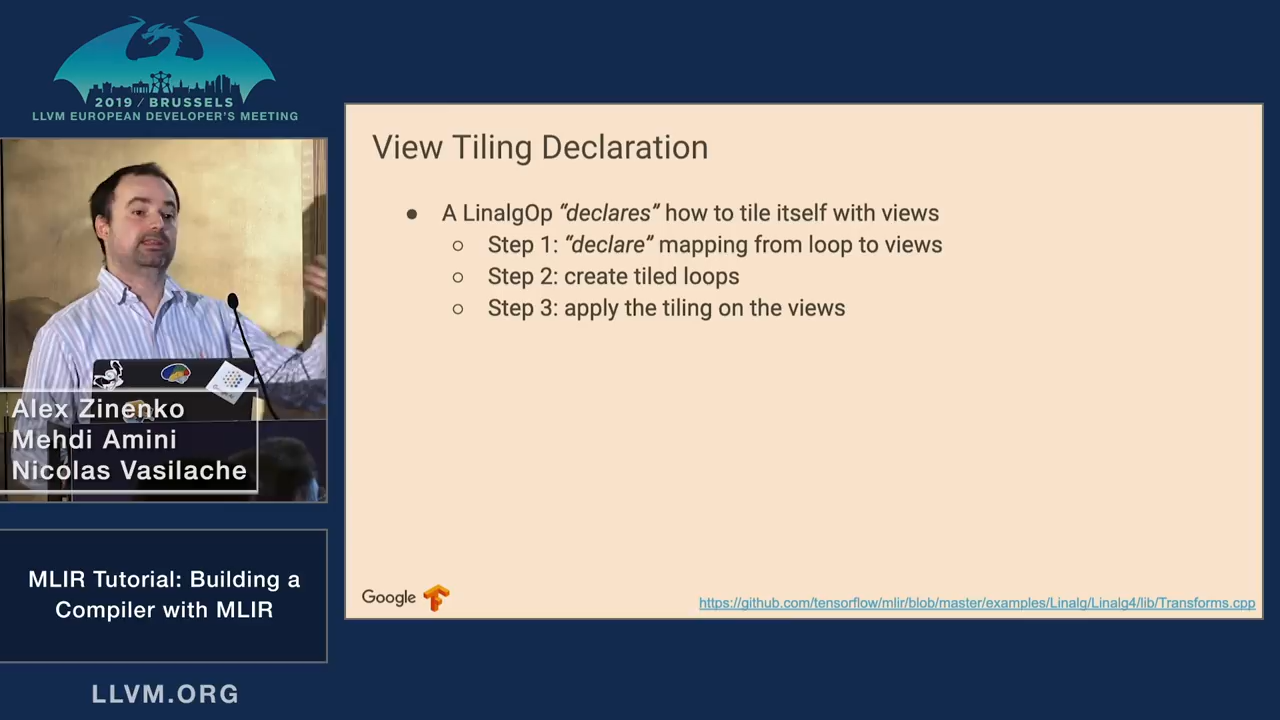 2019 / BRUSSELS
LLVM EUROPEAN DEVELOPER'S MEETING
View Tiling Declaration
● A LinalgOp “declares” how to tile itself with views
○ Step 1: “declare” mapping from loop to views
○ Step 2: create tiled loops
○ Step 3: apply the tiling on the views
Alex Zinenko
Mehdi Amini
Nicolas Vasilache
MLIR Tutorial: Building a
Compiler with MLIR
Google
https://github.com/tensorflow/mlir/blob/master/examples/Linalg/Linalg4/lib/Transforms.cpp
LLVM.ORG